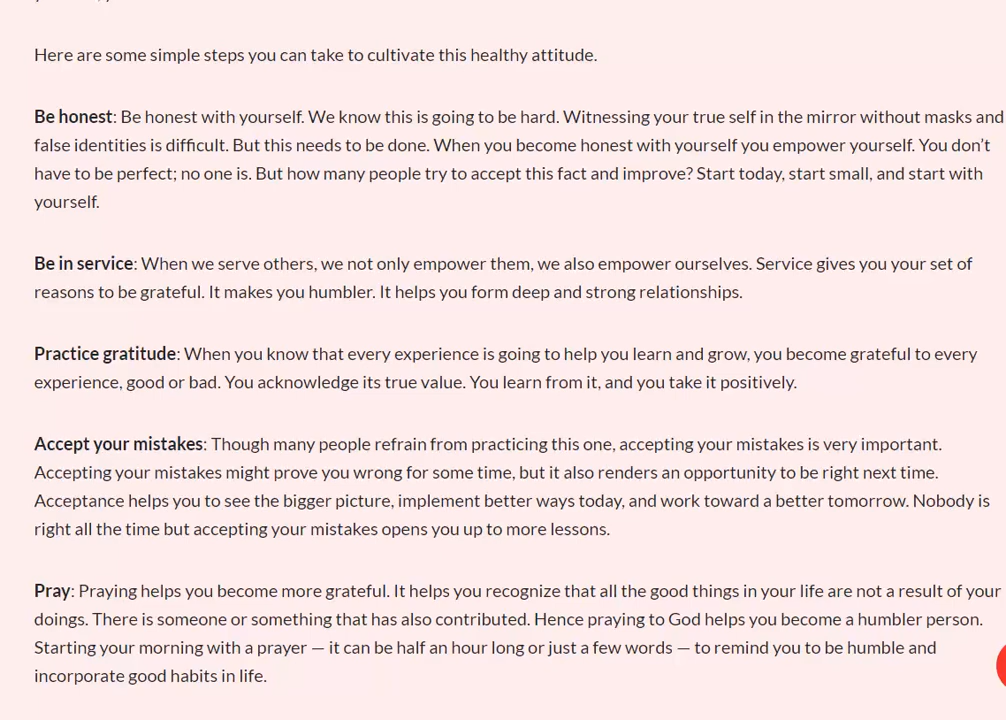 Here are some simple steps you can take to cultivate this healthy attitude.
Be honest: Be honest with yourself. We know this is going to be hard. Witnessing your true self in the mirror without masks and
false identities is difficult. But this needs to be done. When you become honest with yourself you empower yourself. You don’t
have to be perfect; no one is. But how many people try to accept this fact and improve? Start today, start small, and start with
yourself.
Be in service: When we serve others, we not only empower them, we also empower ourselves. Service gives you your set of
reasons to be grateful. It makes you humbler. It helps you form deep and strong relationships.
Practice gratitude: When you know that every experience is going to help you learn and grow, you become grateful to every
experience, good or bad. You acknowledge its true value. You learn from it, and you take it positively.
Accept your mistakes: Though many people refrain from practicing this one, accepting your mistakes is very important.
Accepting your mistakes might prove you wrong for some time, but it also renders an opportunity to be right next time.
Acceptance helps you to see the bigger picture, implement better ways today, and work toward a better tomorrow. Nobody is
right all the time but accepting your mistakes opens you up to more lessons.
Pray: Praying helps you become more grateful. It helps you recognize that all the good things in your life are not a result of your
doings. There is someone or something that has also contributed. Hence praying to God helps you become a humbler person.
Starting your morning with a prayer — it can be half an hour long or just a few words — to remind you to be humble and
incorporate good habits in life.